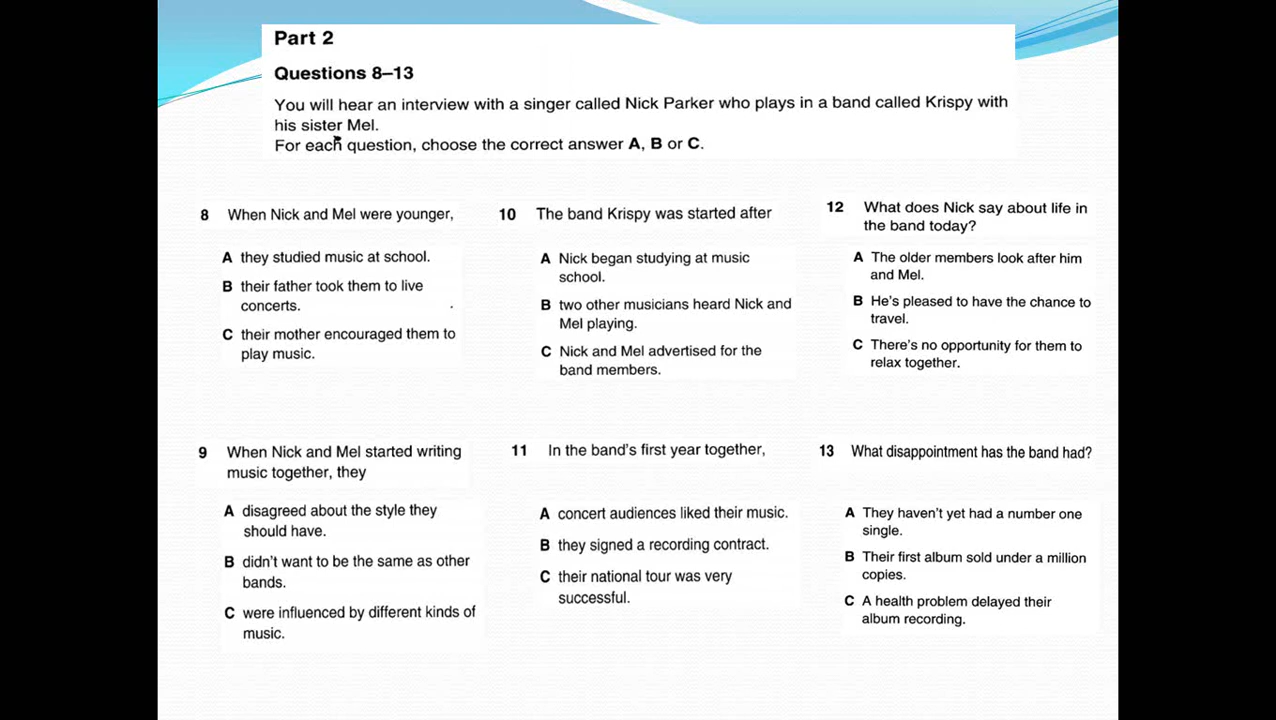 Part 2
Questions 8–13
You will hear an interview with a singer called Nick Parker who plays in a band called Krispy with
his sister Mel.
For each question, choose the correct answer A, B or C.
8 When Nick and Mel were younger,
A they studied music at school.
B their father took them to live
concerts.
C their mother encouraged them to
play music.
9 When Nick and Mel started writing
music together, they
A disagreed about the style they
should have.
B didn't want to be the same as other
bands.
C were influenced by different kinds of
music.
10 The band Krispy was started after
A Nick began studying at music
school.
B two other musicians heard Nick and
Mel playing.
C Nick and Mel advertised for the
band members.
11 In the band's first year together,
A concert audiences liked their music.
B they signed a recording contract.
C their national tour was very
successful.
12 What does Nick say about life in
the band today?
A The older members look after him
and Mel.
B He's pleased to have the chance to
travel.
C There's no opportunity for them to
relax together.
13 What disappointment has the band had?
A They haven't yet had a number one
single.
B Their first album sold under a million
copies.
C A health problem delayed their
album recording.